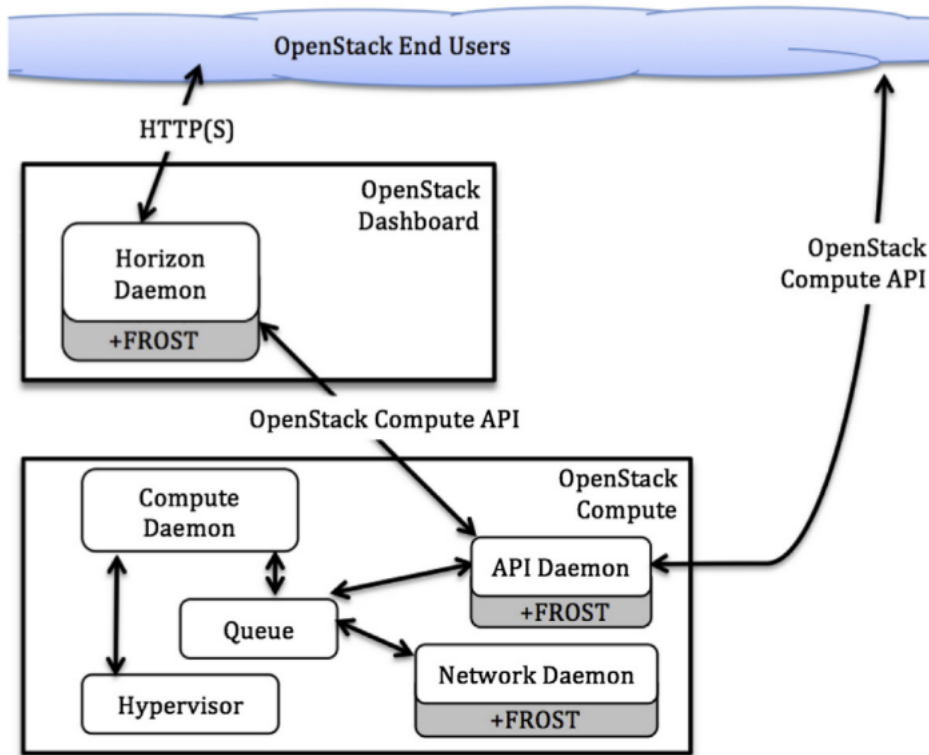 OpenStack End Users
HTTP(S)
OpenStack
Dashboard
Horizon
Daemon
+FROST
OpenStack
Compute API
OpenStack Compute API
OpenStack
Compute
Compute
Daemon
API Daemon
+FROST
Queue
Network Daemon
+FROST
Hypervisor